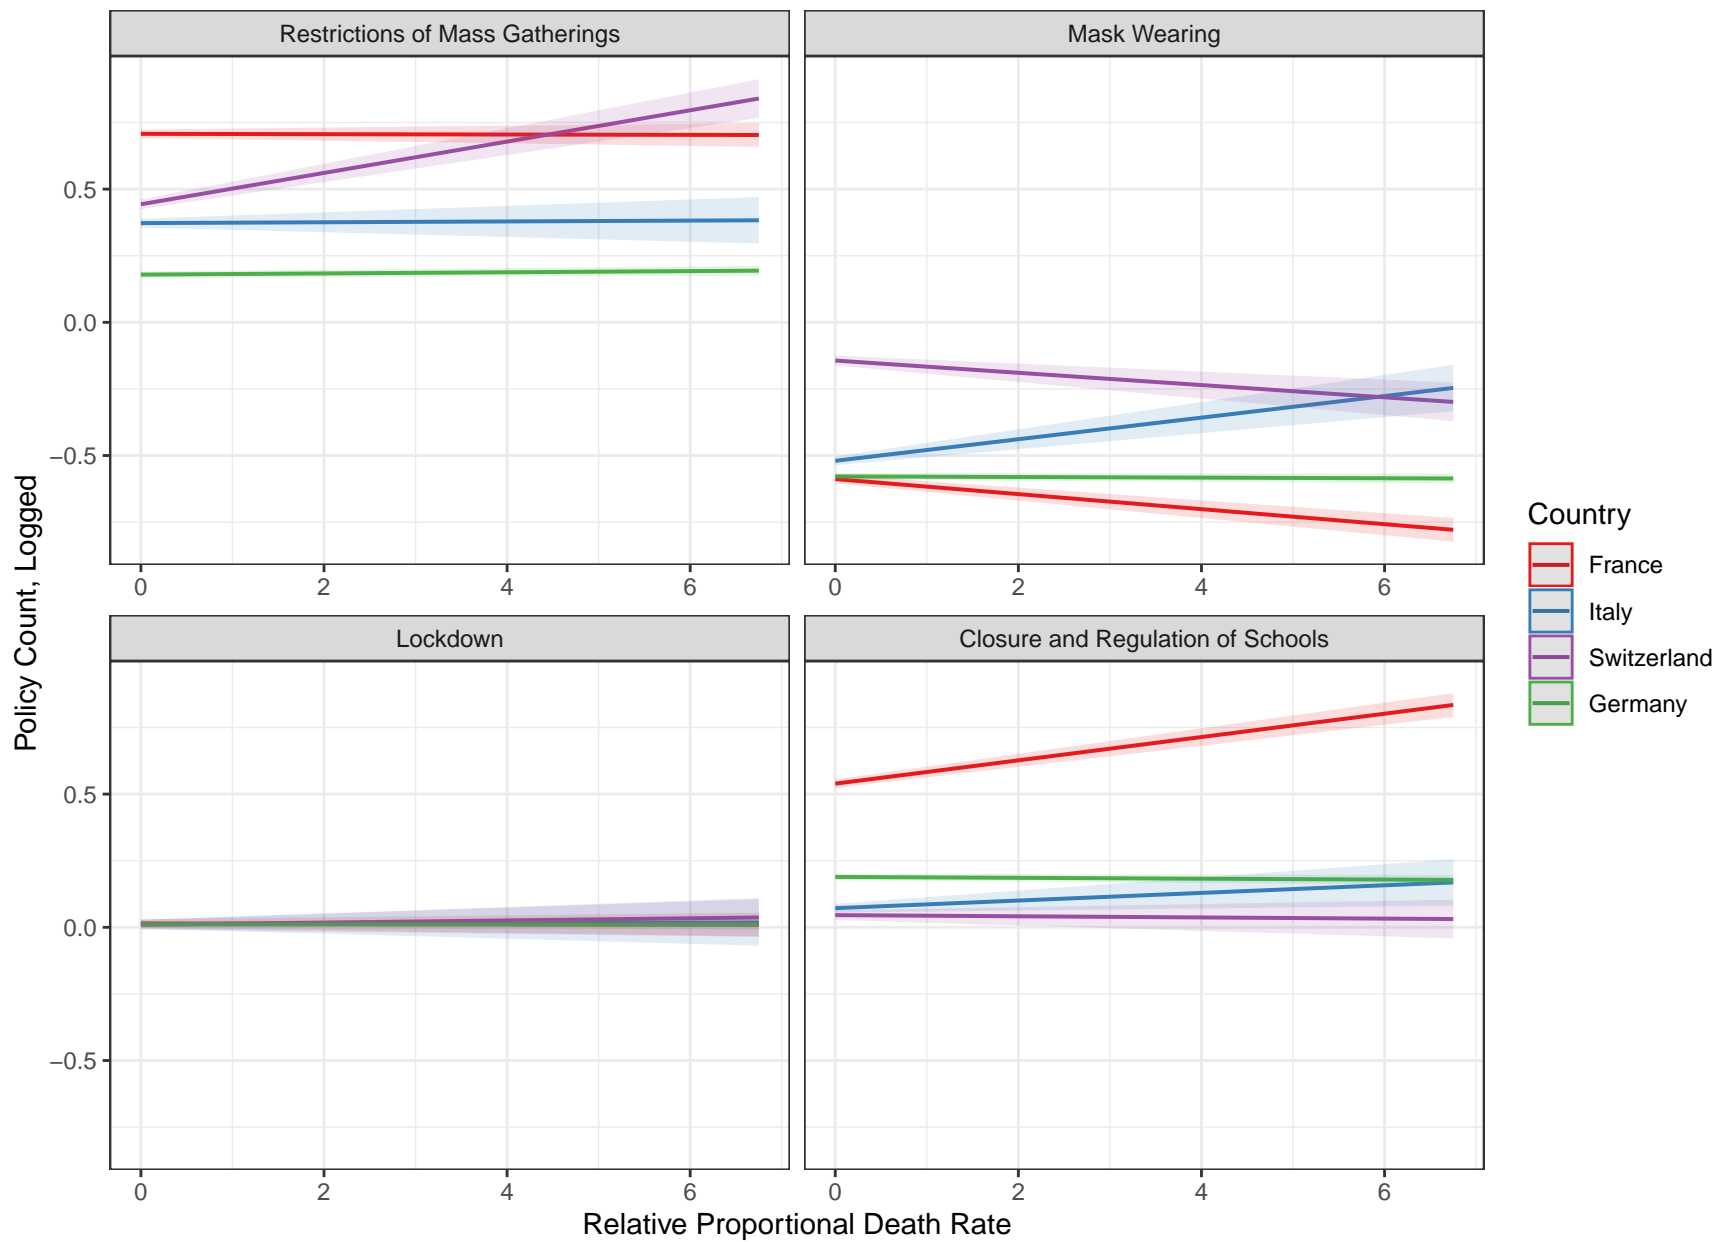 Restrictions of Mass Gatherings
Mask Wearing
0.5
0.0
−0.5
0 2 4 6
0 2 4 6
Policy Count, Logged
Lockdown
Closure and Regulation of Schools
0.5
0.0
−0.5
0 2 4 6
0 2 4 6
Relative Proportional Death Rate
Country
France
Italy
Switzerland
Germany